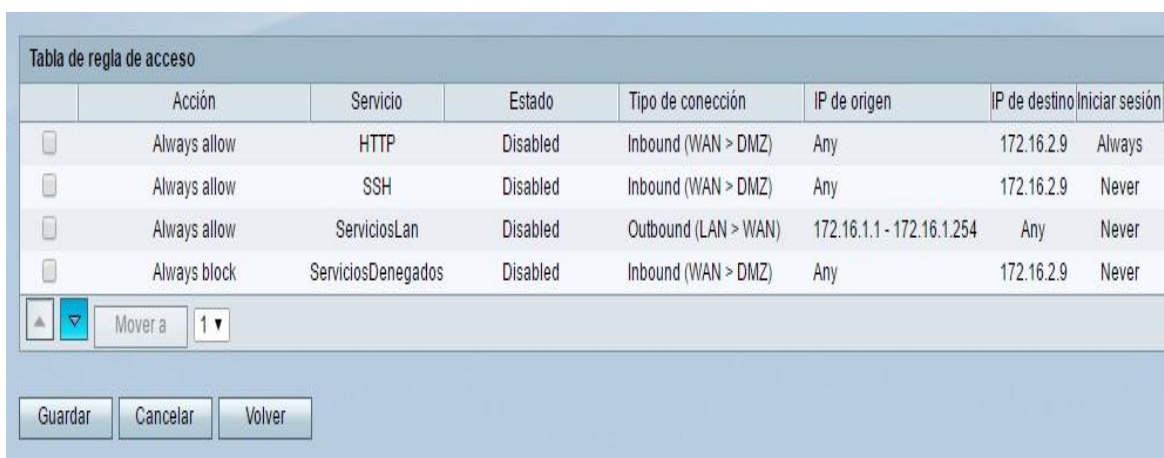 Tabla de regla de acceso
Acción Servicio Estado Tipo de conección IP de origen IP de destino Iniciar sesión
Always allow HTTP Disabled Inbound (WAN > DMZ) Any 172.16.2.9 Always
Always allow SSH Disabled Inbound (WAN > DMZ) Any 172.16.2.9 Never
Always allow ServiciosLan Disabled Outbound (LAN > WAN) 172.16.1.1 - 172.16.1.254 Any Never
Always block ServiciosDenegados Disabled Inbound (WAN > DMZ) Any 172.16.2.9 Never
Mover a 1
Guardar Cancelar Volver